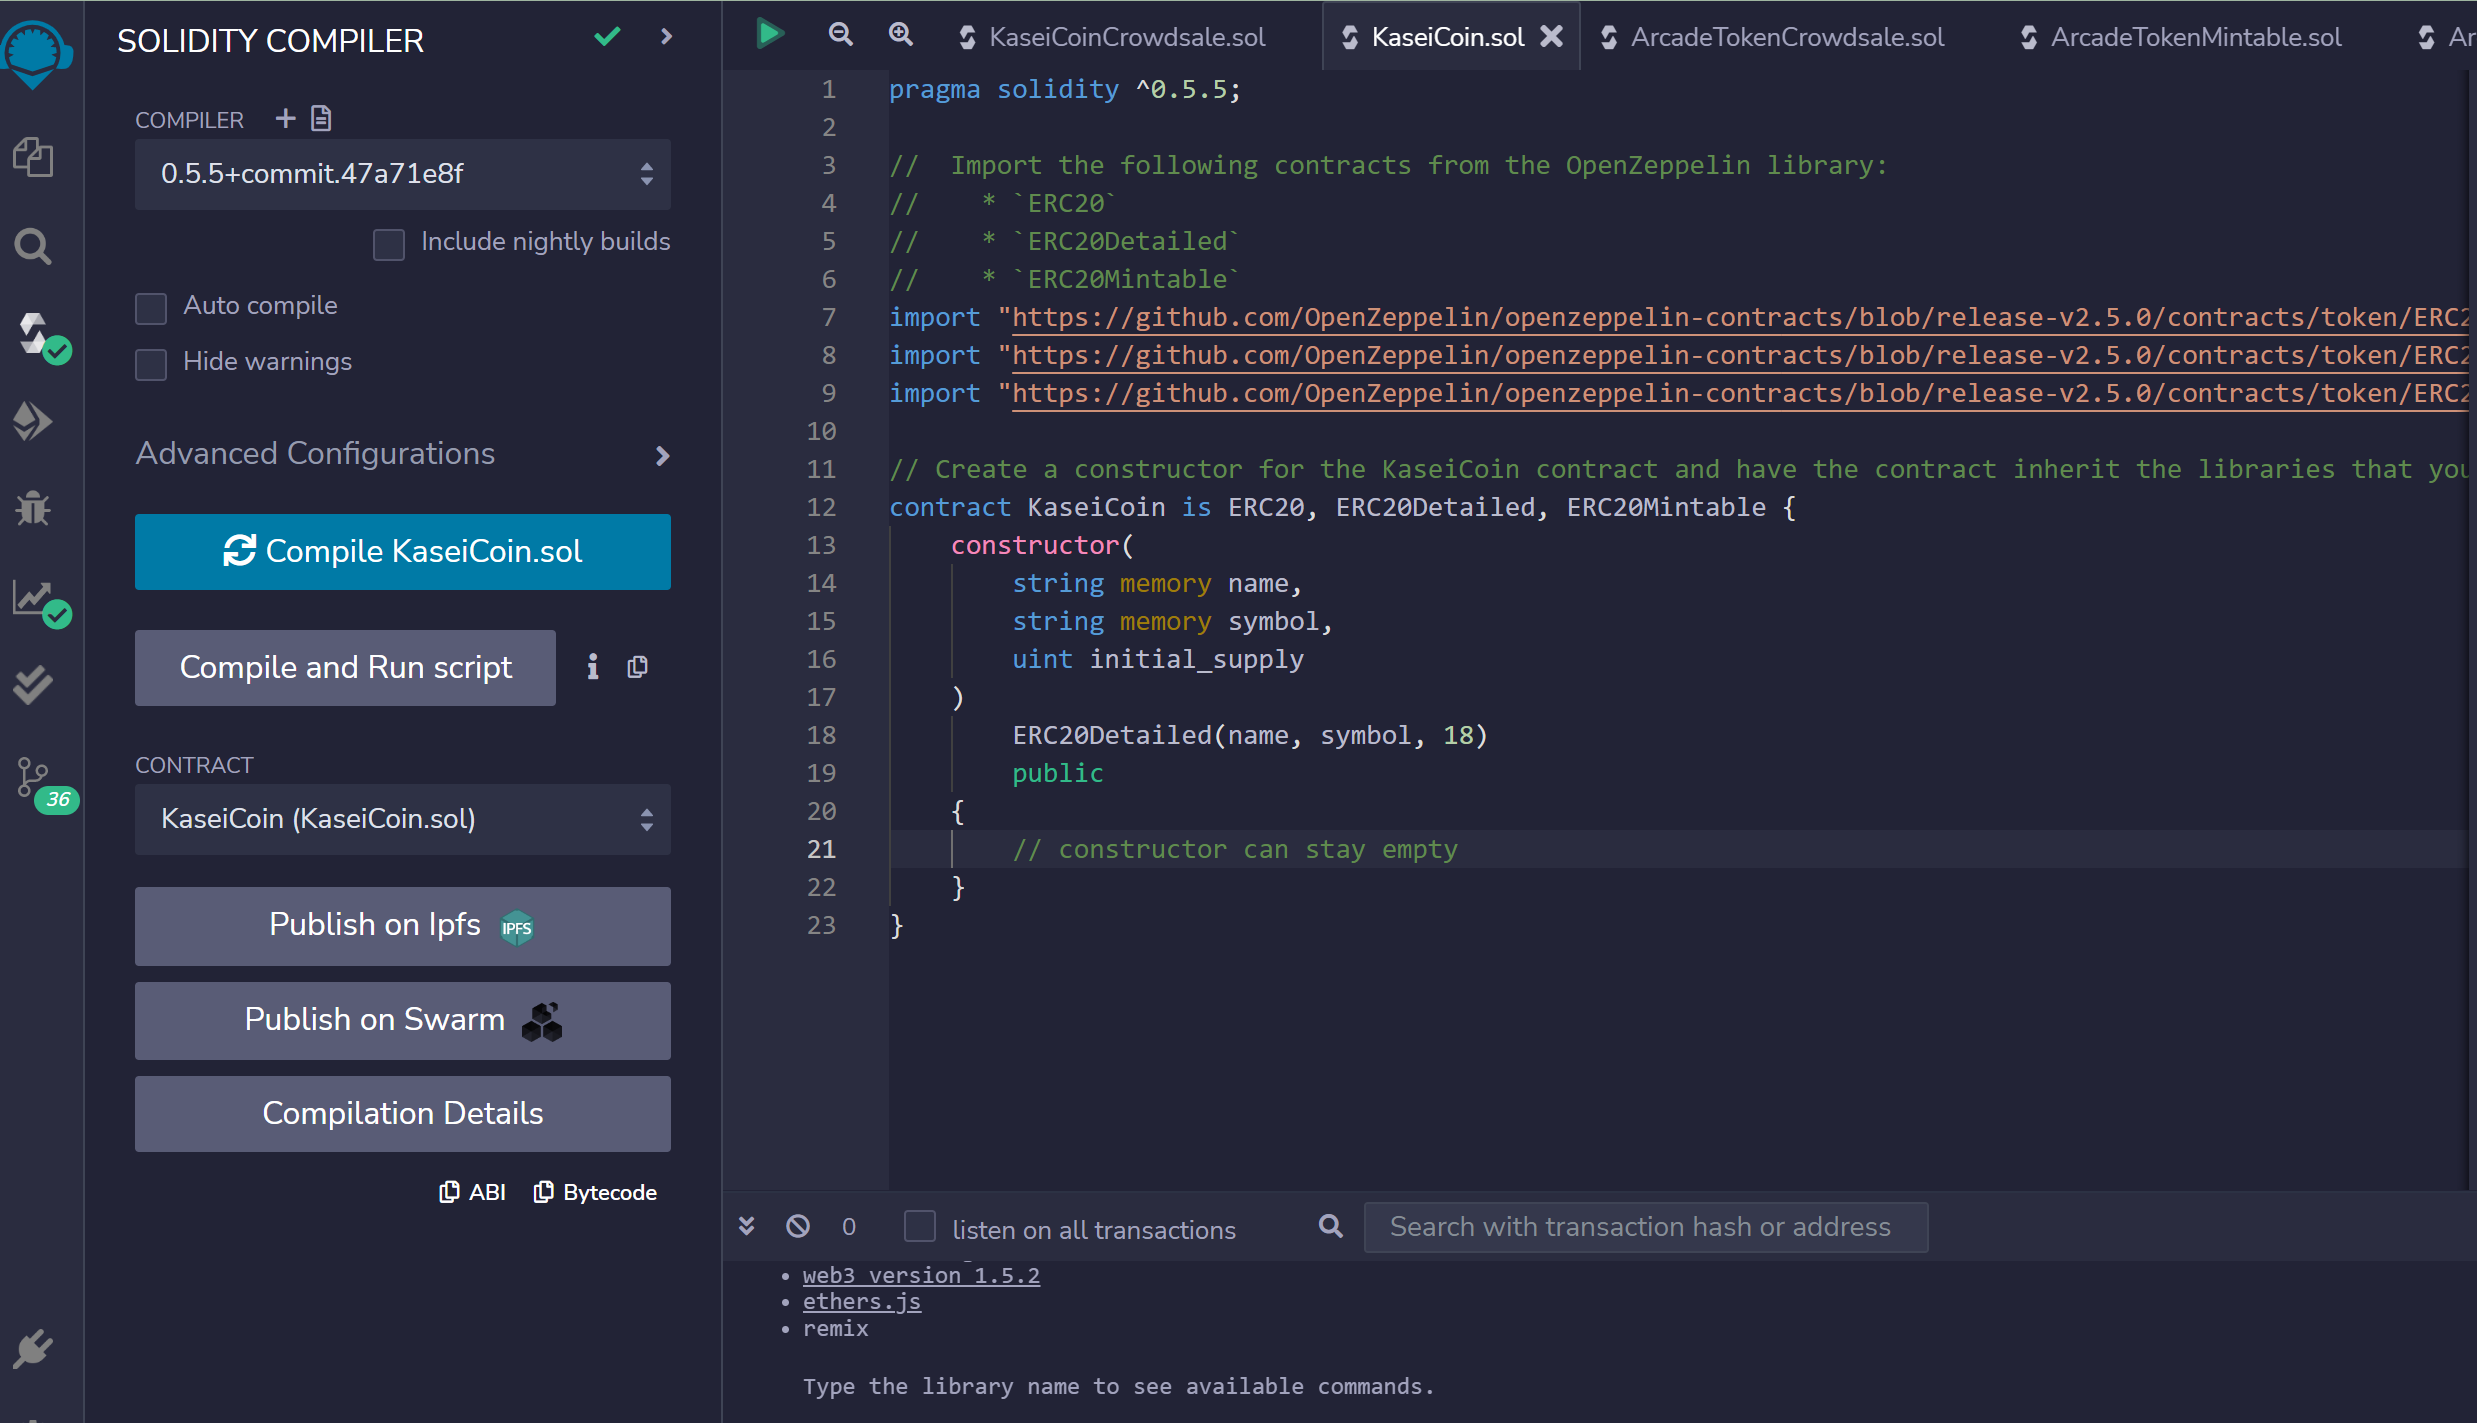 SOLIDITY COMPILER
COMPILER
0.5.5+commit.47a71e8f
Include nightly builds
Auto compile
Hide warnings
Advanced Configurations
Compile KaseiCoin.sol
Compile and Run script
CONTRACT
KaseiCoin (KaseiCoin.sol)
Publish on Ipfs IPFS
Publish on Swarm
Compilation Details
ABI Bytecode
36
KaseiCoinCrowdsale.sol KaseiCoin.sol ArcadeTokenCrowdsale.sol ArcadeTokenMintable.sol Ar
1 pragma solidity ^0.5.5;
2
3 //  Import the following contracts from the OpenZeppelin library:
4 //    * `ERC20`
5 //    * `ERC20Detailed`
6 //    * `ERC20Mintable`
7 import "https://github.com/OpenZeppelin/openzeppelin-contracts/blob/release-v2.5.0/contracts/token/ERC2
8 import "https://github.com/OpenZeppelin/openzeppelin-contracts/blob/release-v2.5.0/contracts/token/ERC2
9 import "https://github.com/OpenZeppelin/openzeppelin-contracts/blob/release-v2.5.0/contracts/token/ERC2
10
11 // Create a constructor for the KaseiCoin contract and have the contract inherit the libraries that you
12 contract KaseiCoin is ERC20, ERC20Detailed, ERC20Mintable {
13     constructor(
14         string memory name,
15         string memory symbol,
16         uint initial_supply
17     )
18         ERC20Detailed(name, symbol, 18)
19         public
20     {
21         // constructor can stay empty
22     }
23 }
0 listen on all transactions Search with transaction hash or address
• web3 version 1.5.2
• ethers.js
• remix
Type the library name to see available commands.